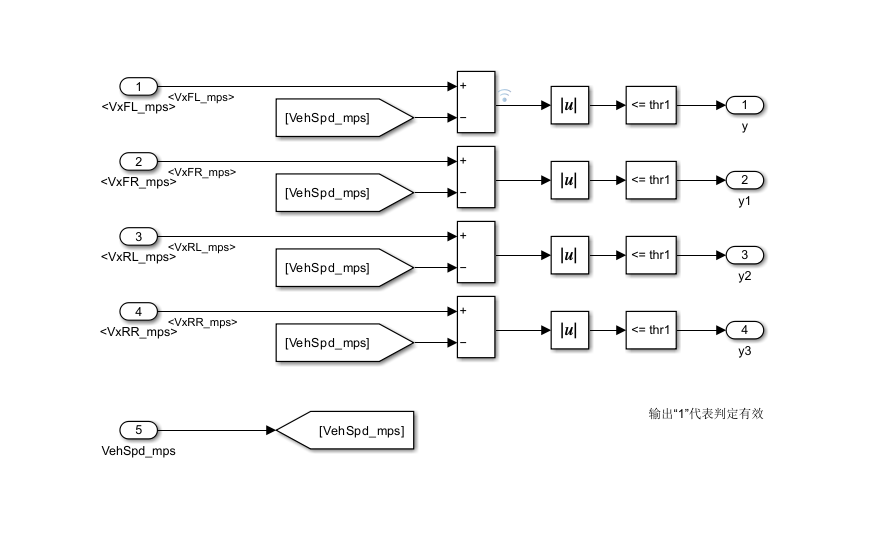 1
<VxFL_mps>
<VxFL_mps>
[VehSpd_mps]
+
−
|u|
<= thr1
1
y
2
<VxFR_mps>
<VxFR_mps>
[VehSpd_mps]
+
−
|u|
<= thr1
2
y1
3
<VxRL_mps>
<VxRL_mps>
[VehSpd_mps]
+
−
|u|
<= thr1
3
y2
4
<VxRR_mps>
<VxRR_mps>
[VehSpd_mps]
+
−
|u|
<= thr1
4
y3
输出“1”代表判定有效
5
VehSpd_mps
[VehSpd_mps]